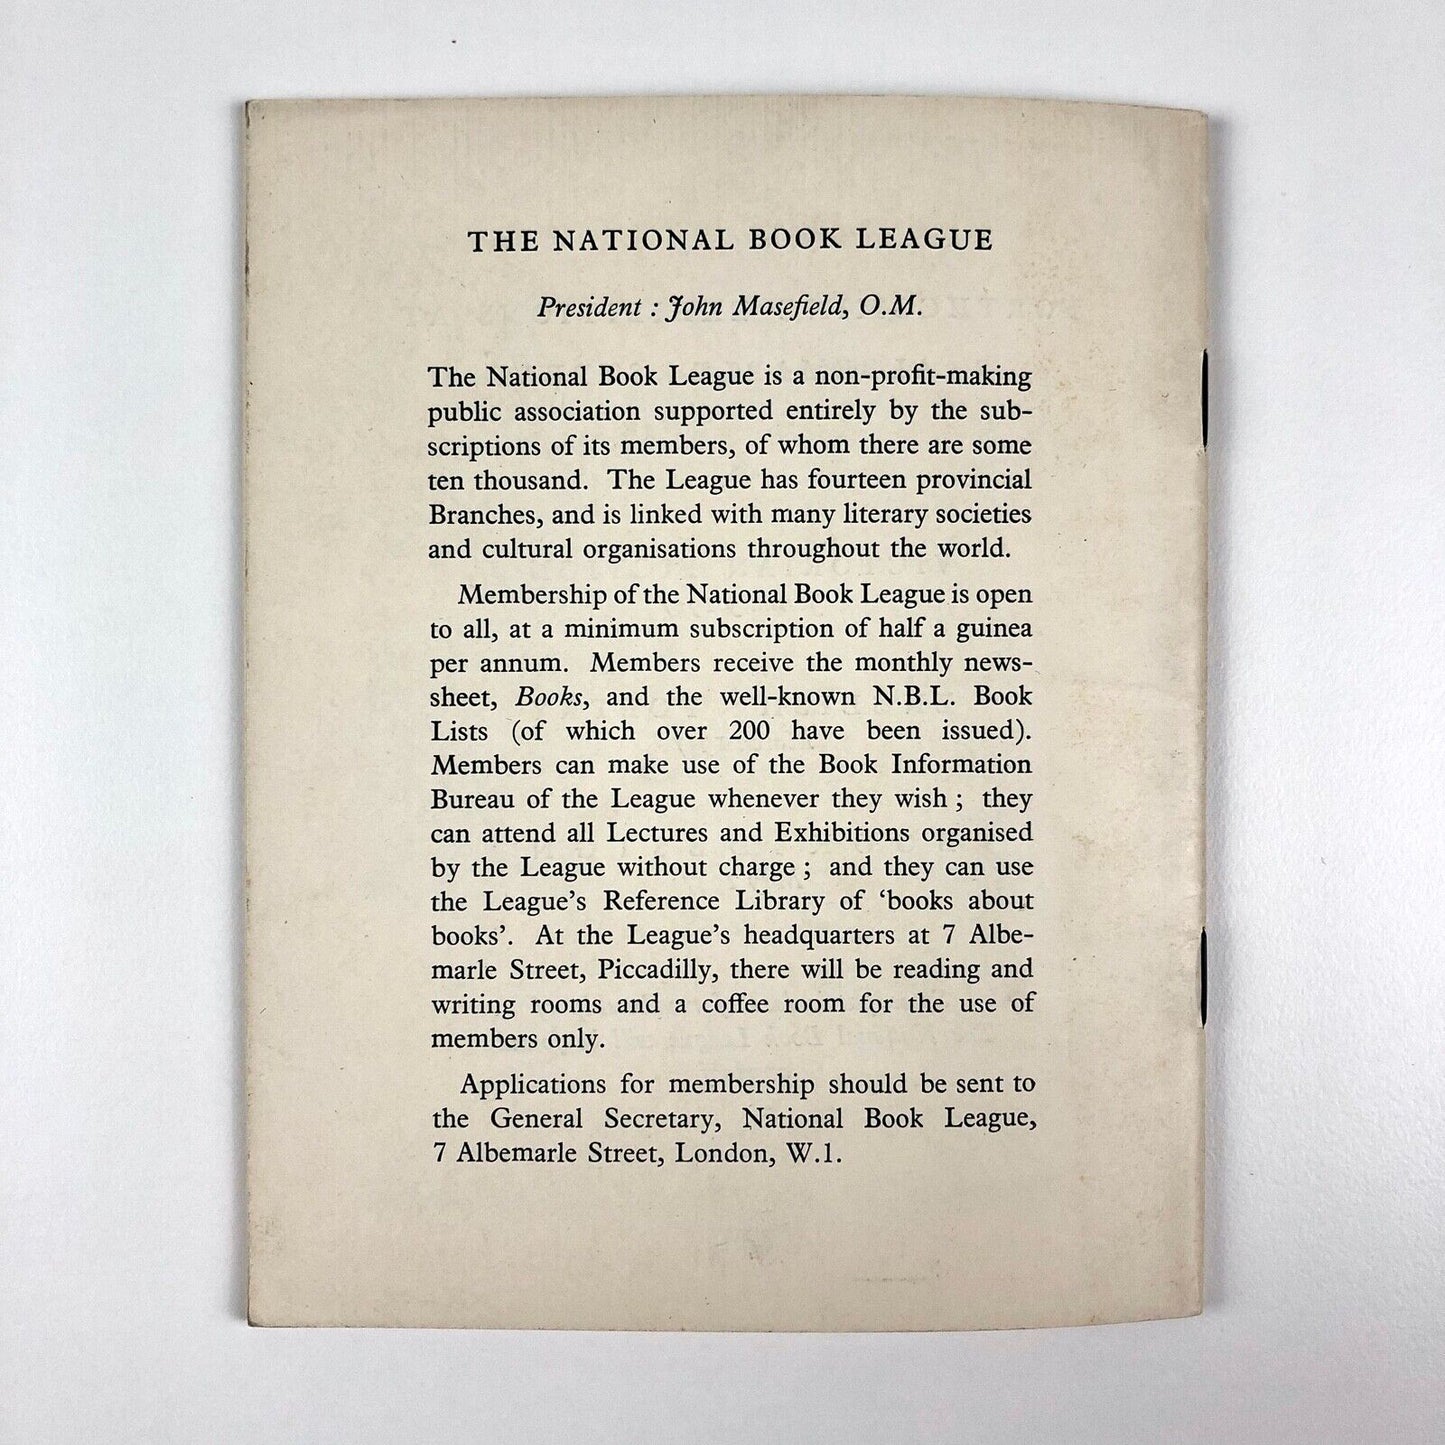 THE NATIONAL BOOK LEAGUE
President : John Masefield, O.M.
The National Book League is a non-profit-making
public association supported entirely by the sub-
scriptions of its members, of whom there are some
ten thousand. The League has fourteen provincial
Branches, and is linked with many literary societies
and cultural organisations throughout the world.
Membership of the National Book League is open
to all, at a minimum subscription of half a guinea
per annum. Members receive the monthly news-
sheet, Books, and the well-known N.B.L. Book
Lists (of which over 200 have been issued).
Members can make use of the Book Information
Bureau of the League whenever they wish ; they
can attend all Lectures and Exhibitions organised
by the League without charge ; and they can use
the League's Reference Library of ‘books about
books’. At the League's headquarters at 7 Albe-
marle Street, Piccadilly, there will be reading and
writing rooms and a coffee room for the use of
members only.
Applications for membership should be sent to
the General Secretary, National Book League,
7 Albemarle Street, London, W.1.